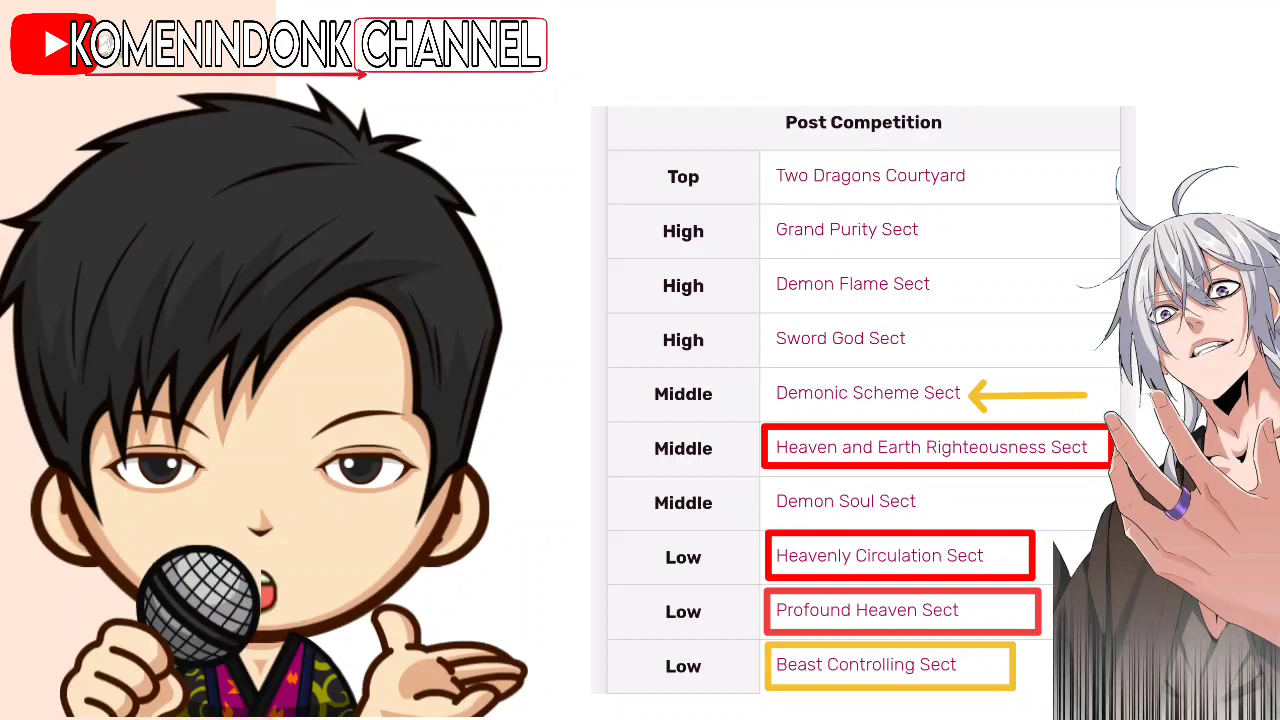 KOMENINDONK CHANNEL
Post Competition
Top Two Dragons Courtyard
High Grand Purity Sect
High Demon Flame Sect
High Sword God Sect
Middle Demonic Scheme Sect
Middle Heaven and Earth Righteousness Sect
Middle Demon Soul Sect
Low Heavenly Circulation Sect
Low Profound Heaven Sect
Low Beast Controlling Sect